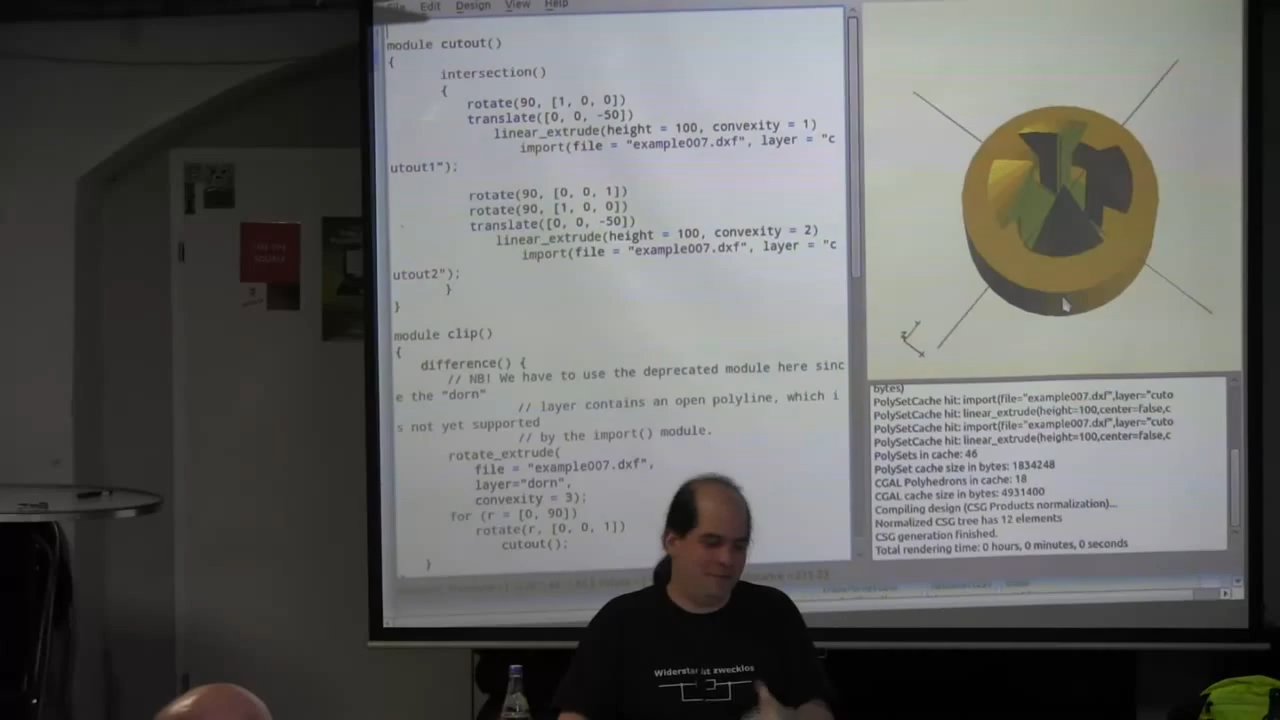 File Edit Design View Help
module cutout()
{
intersection()
{
rotate(90, [1, 0, 0])
translate([0, 0, -50])
linear_extrude(height = 100, convexity = 1)
import(file = "example007.dxf", layer = "c
utout1");
rotate(90, [0, 0, 1])
rotate(90, [1, 0, 0])
translate([0, 0, -50])
linear_extrude(height = 100, convexity = 2)
import(file = "example007.dxf", layer = "c
utout2");
}
}
module clip()
{
difference() {
// NB! We have to use the deprecated module here sinc
e the "dorn"
// layer contains an open polyline, which i
s not yet supported
// by the import() module.
rotate_extrude(
file = "example007.dxf",
layer="dorn",
convexity = 3);
for (r = [0, 90])
rotate(r, [0, 0, 1])
cutout();
}
bytes)
PolySetCache hit: import(file="example007.dxf",layer="cuto
PolySetCache hit: linear_extrude(height=100,center=false,c
PolySetCache hit: import(file="example007.dxf",layer="cuto
PolySetCache hit: linear_extrude(height=100,center=false,c
PolySets in cache: 46
PolySet cache size in bytes: 1834248
CGAL Polyhedrons in cache: 18
CGAL cache size in bytes: 4931400
Compiling design (CSG Products normalization)...
Normalized CSG tree has 12 elements
CSG generation finished.
Total rendering time: 0 hours, 0 minutes, 0 seconds
ist zwecklos